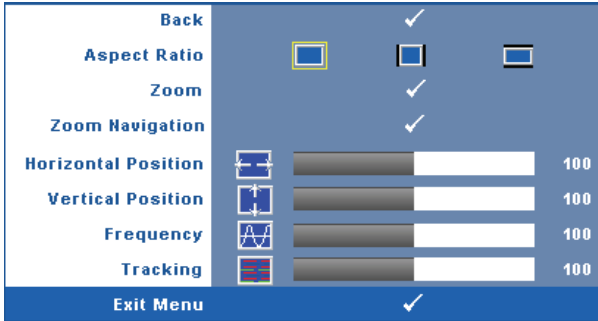 Back
Aspect Ratio
Zoom
Zoom Navigation
Horizontal Position 100
Vertical Position 100
Frequency 100
Tracking 100
Exit Menu